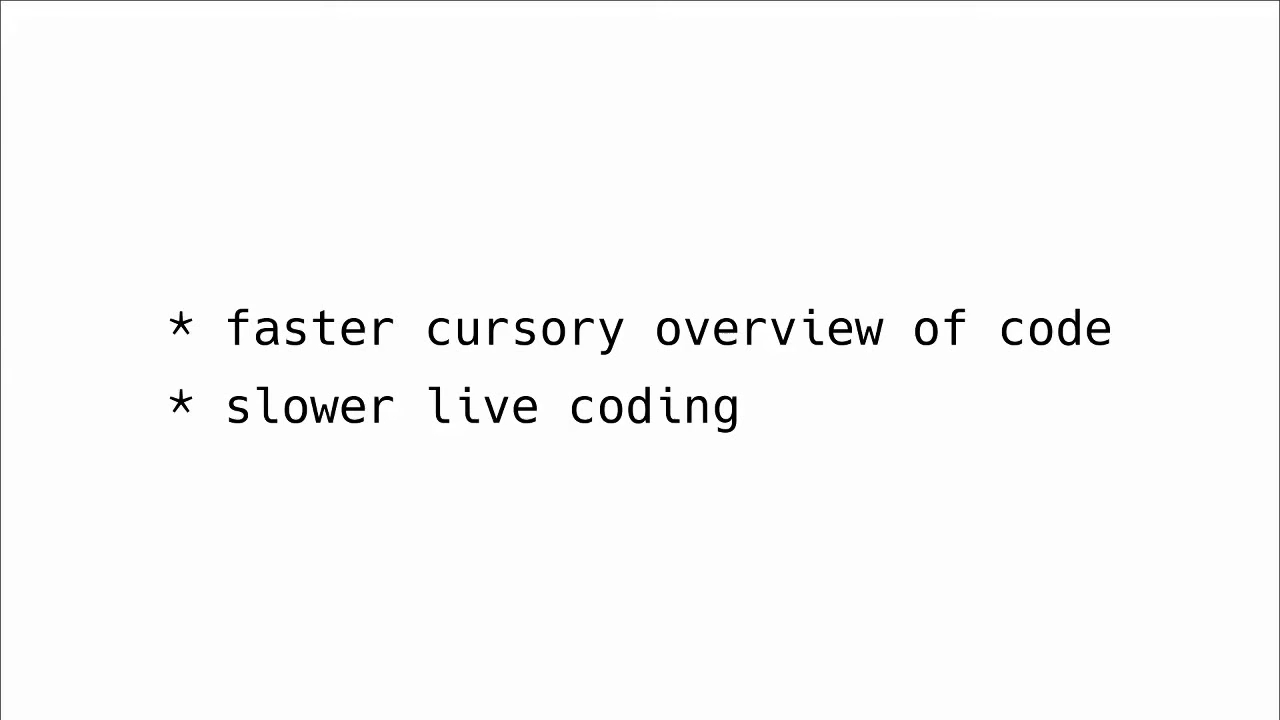 * faster cursory overview of code
* slower live coding